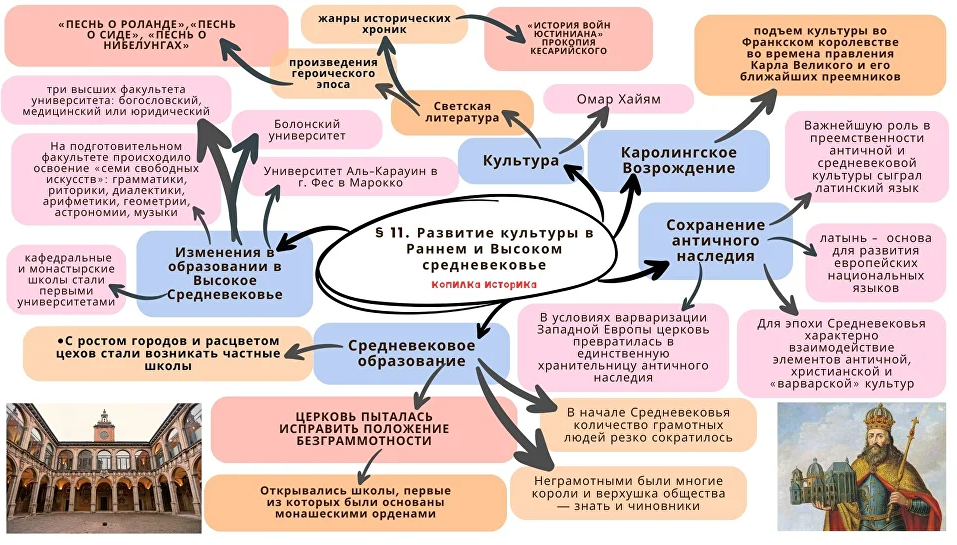 «ПЕСНЬ О РОЛАНДЕ»,«ПЕСНЬ
О СИДЕ», «ПЕСНЬ О
НИБЕЛУНГАХ»
жанры исторических
хроник
«ИСТОРИЯ ВОЙН
ЮСТИНИАНА»
ПРОКОПИЯ
КЕСАРИЙСКОГО
подъем культуры во
Франкском королевстве
во времена правления
Карла Великого и его
ближайших преемников
произведения
героического
эпоса
Светская
литература
Омар Хайям
три высших факультета
университета: богословский,
медицинский или юридический
Болонский
университет
Культура
Каролингское
Возрождение
Важнейшую роль в
преемственности
античной и
средневековой
культуры сыграл
латинский язык
На подготовительном
факультете происходило
освоение «семи свободных
искусств»: грамматики,
риторики, диалектики,
арифметики, геометрии,
астрономии, музыки
Университет Аль-Карауин в
г. Фес в Марокко
§ 11. Развитие культуры в
Раннем и Высоком
средневековье
КОПИЛКА ИСТОРИКА
Сохранение
античного
наследия
латынь – основа
для развития
европейских
национальных
языков
Изменения в
образовании в
Высокое
Средневековье
кафедральные
и монастырские
школы стали
первыми
университетами
В условиях варваризации
Западной Европы церковь
превратилась в
единственную
хранительницу античного
наследия
Для эпохи Средневековья
характерно
взаимодействие
элементов античной,
христианской и
«варварской» культур
•С ростом городов и расцветом
цехов стали возникать частные
школы
Средневековое
образование
ЦЕРКОВЬ ПЫТАЛАСЬ
ИСПРАВИТЬ ПОЛОЖЕНИЕ
БЕЗГРАММОТНОСТИ
В начале Средневековья
количество грамотных
людей резко сократилось
Открывались школы, первые
из которых были основаны
монашескими орденами
Неграмотными были многие
короли и верхушка общества
— знать и чиновники